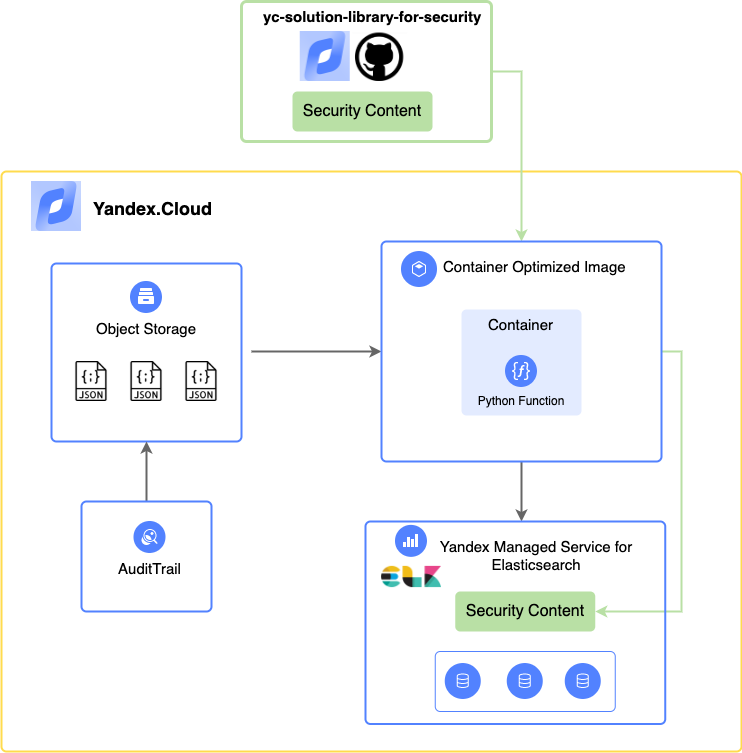 yc-solution-library-for-security
Security Content
Yandex.Cloud
Object Storage
{;} {;} {;}
JSON JSON JSON
AuditTrail
Container Optimized Image
Container
{ƒ}
Python Function
Yandex Managed Service for
Elasticsearch
ELK
Security Content